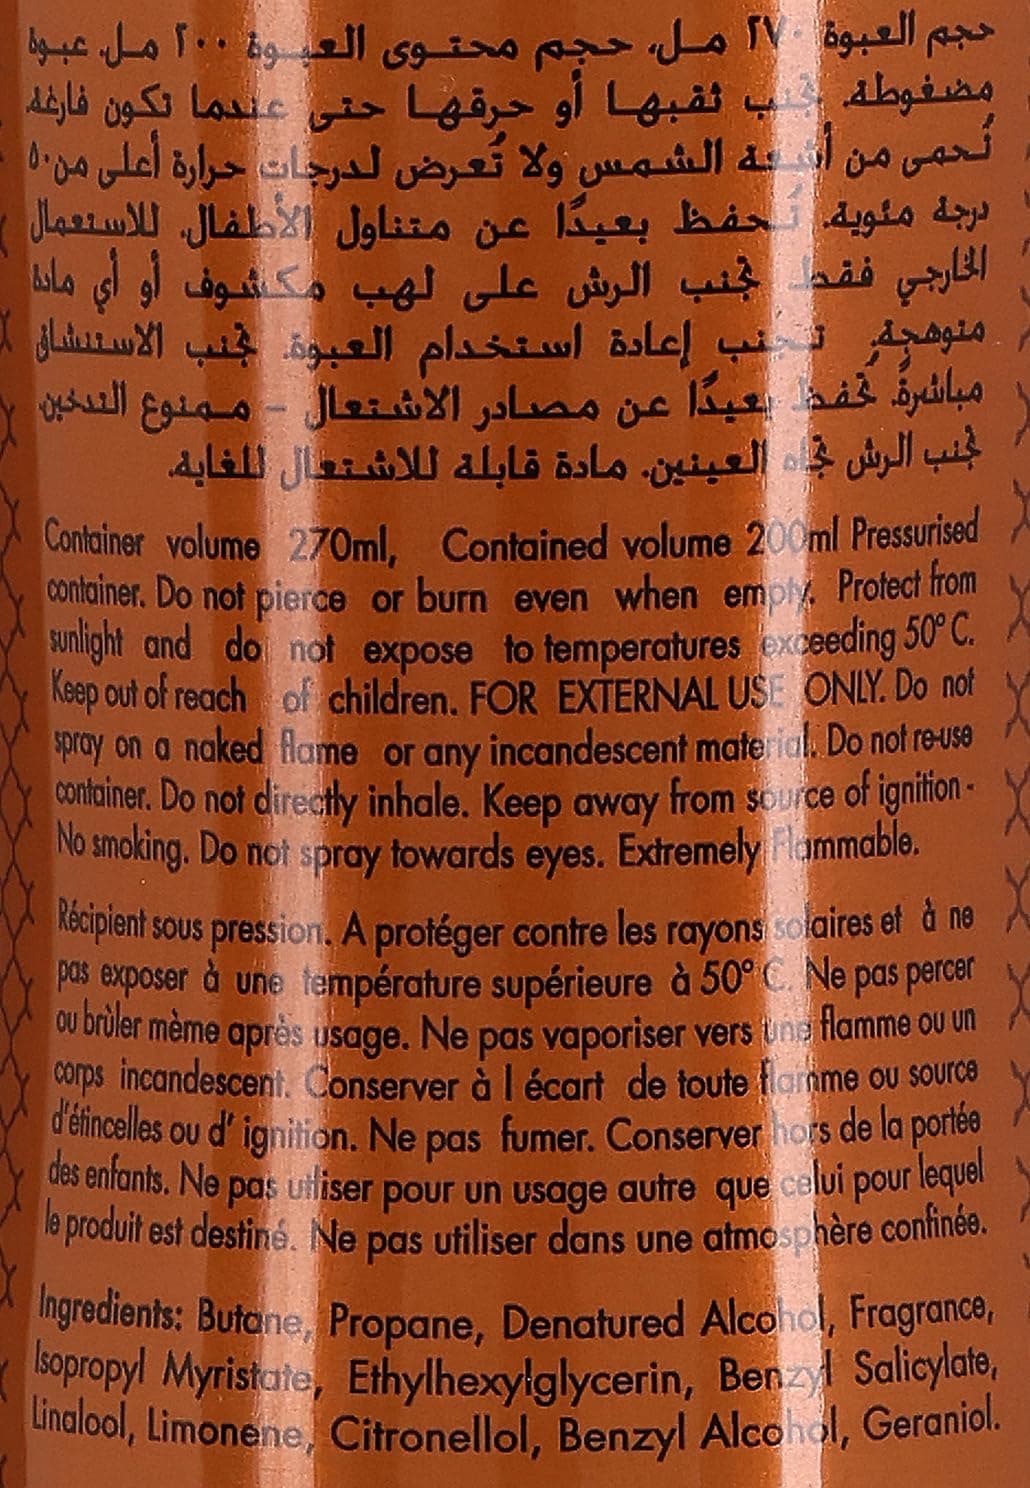 حجم العبوة ٢٧٠ مل، حجم محتوى العبوة ٢٠٠ مل، عبوة
مضغوطة. تجنب ثقبها أو حرقها حتى عندما تكون فارغة.
تُحمى من أشعة الشمس ولا تُعرض لدرجات حرارة أعلى من ٥٠
درجة مئوية. تُحفظ بعيدًا عن متناول الأطفال. للاستعمال
الخارجي فقط. تجنب الرش على لهب مكشوف أو أي مادة
متوهجةٍ. تـجنب إعادة استخدام العبوة. تجنب الاستنشاق
مباشرةً. تُحفظ بعيدًا عن مصادر الاشتعال – ممنوع التدخين
تجنب الرش تجاه العينين. مادة قابلة للاشتعال للغاية.
Container volume 270ml, Contained volume 200ml Pressurised
container. Do not pierce or burn even when empty. Protect from
sunlight and do not expose to temperatures exceeding 50° C.
Keep out of reach of children. FOR EXTERNAL USE ONLY. Do not
spray on a naked flame or any incandescent material. Do not re-use
container. Do not directly inhale. Keep away from source of ignition -
No smoking. Do not spray towards eyes. Extremely Flammable.
Récipient sous pression. A protéger contre les rayons solaires et à ne
pas exposer à une température supérieure à 50° C. Ne pas percer
ou brûler mème après usage. Ne pas vaporiser vers une flamme ou un
corps incandescent. Conserver à l écart de toute flamme ou source
d'étincelles ou d' ignition. Ne pas fumer. Conserver hors de la portée
des enfants. Ne pas utliser pour un usage autre que celui pour lequel
le produit est destiné. Ne pas utiliser dans une atmosphère confinée.
Ingredients: Butane, Propane, Denatured Alcohol, Fragrance,
Isopropyl Myristate, Ethylhexylglycerin, Benzyl Salicylate,
Linalool, Limonene, Citronellol, Benzyl Alcohol, Geraniol.